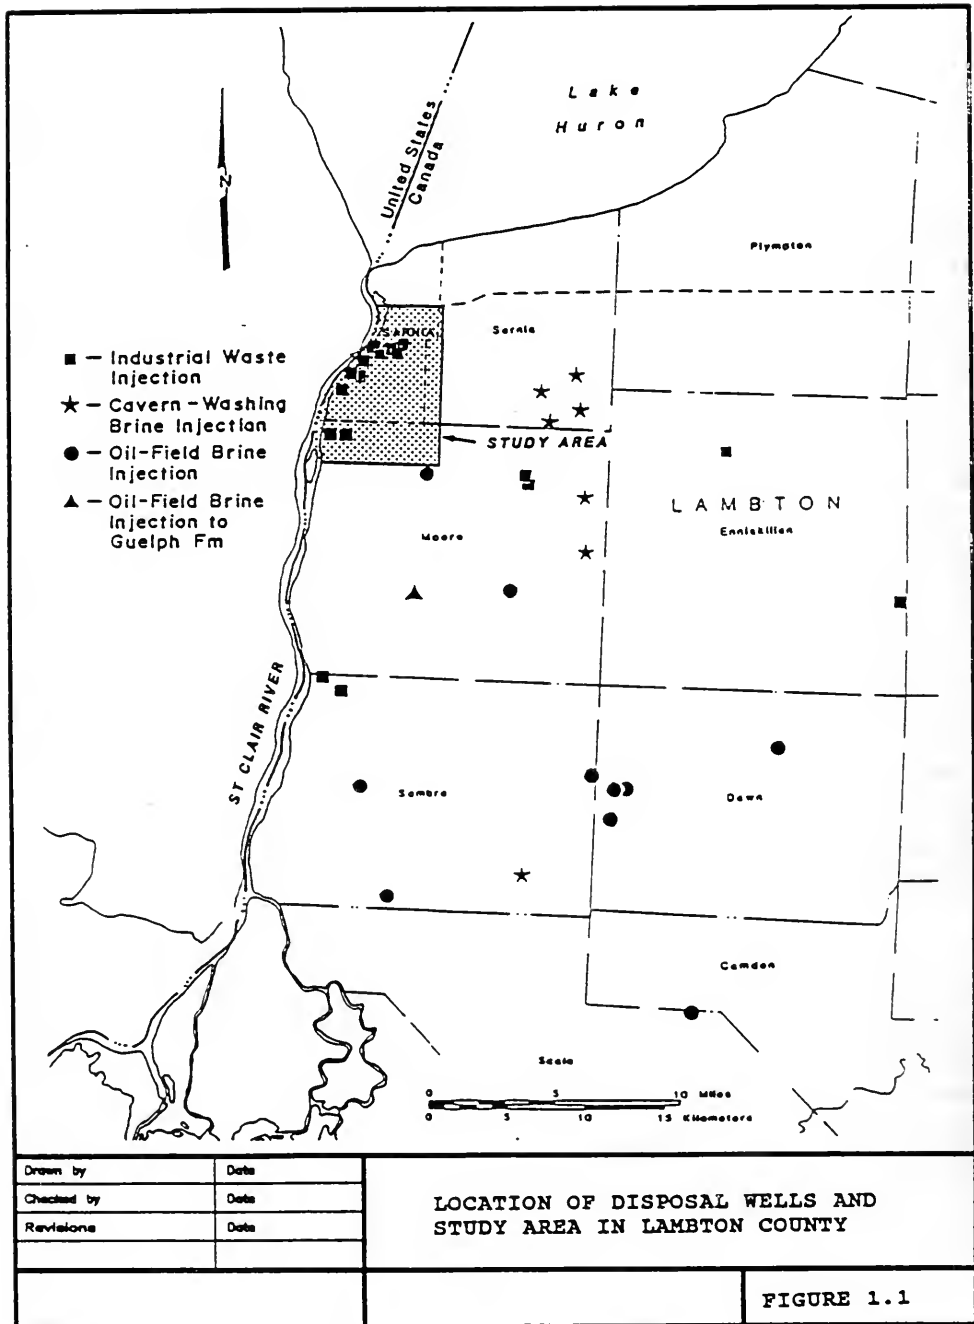 Lake
Huron
United States
Canada
N
Plympton
SARNIA
Sarnia
■ – Industrial Waste
Injection
★ – Cavern-Washing
Brine Injection
● – Oil-Field Brine
Injection
▲ – Oil-Field Brine
Injection to
Guelph Fm
STUDY AREA
LAMBTON
Enniskillen
Moore
ST CLAIR RIVER
Sombra
Dawn
Camden
Scale
0 5 10 Miles
0 5 10 15 Kilometers
Drawn by Date
Checked by Date
Revisions Date
LOCATION OF DISPOSAL WELLS AND
STUDY AREA IN LAMBTON COUNTY
FIGURE 1.1